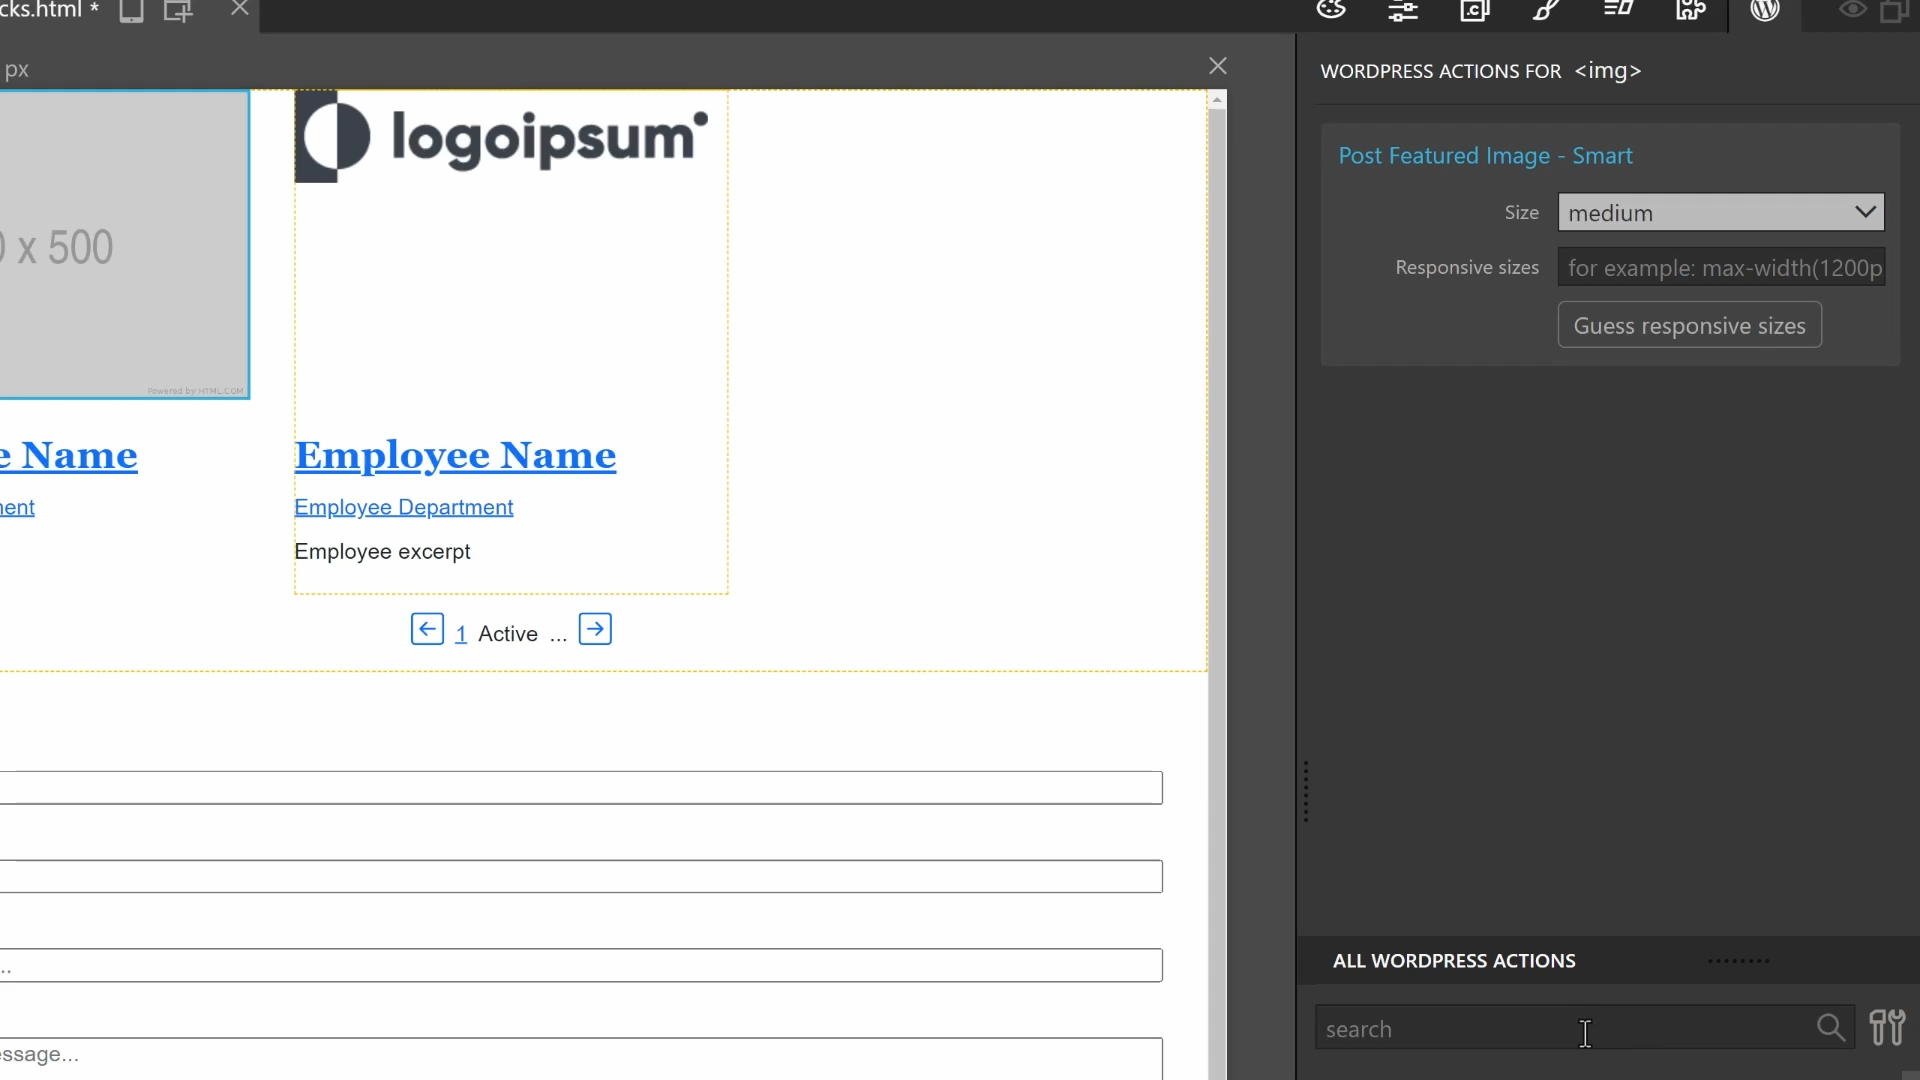 cks.html *
px
WORDPRESS ACTIONS FOR <img>
logoipsum
Post Featured Image - Smart
Size
medium
x 500
Responsive sizes
for example: max-width(1200p
Guess responsive sizes
Powered by HTML.COM
e Name
Employee Name
ent
Employee Department
Employee excerpt
1 Active ...
ALL WORDPRESS ACTIONS
..
search
essage...